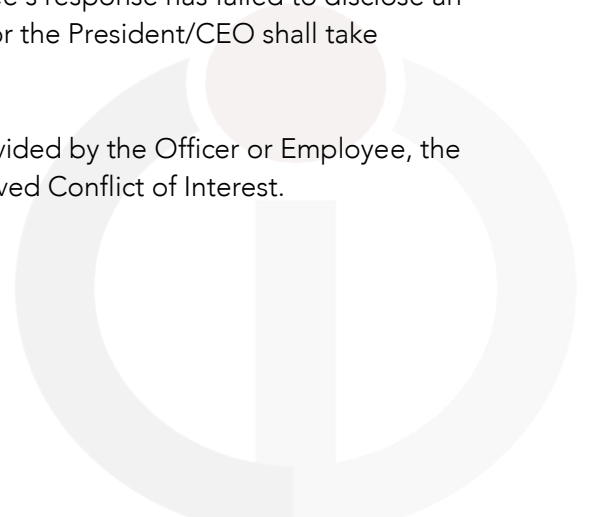 response has failed to disclose an
or the President/CEO shall take
vided by the Officer or Employee, the
ved Conflict of Interest.